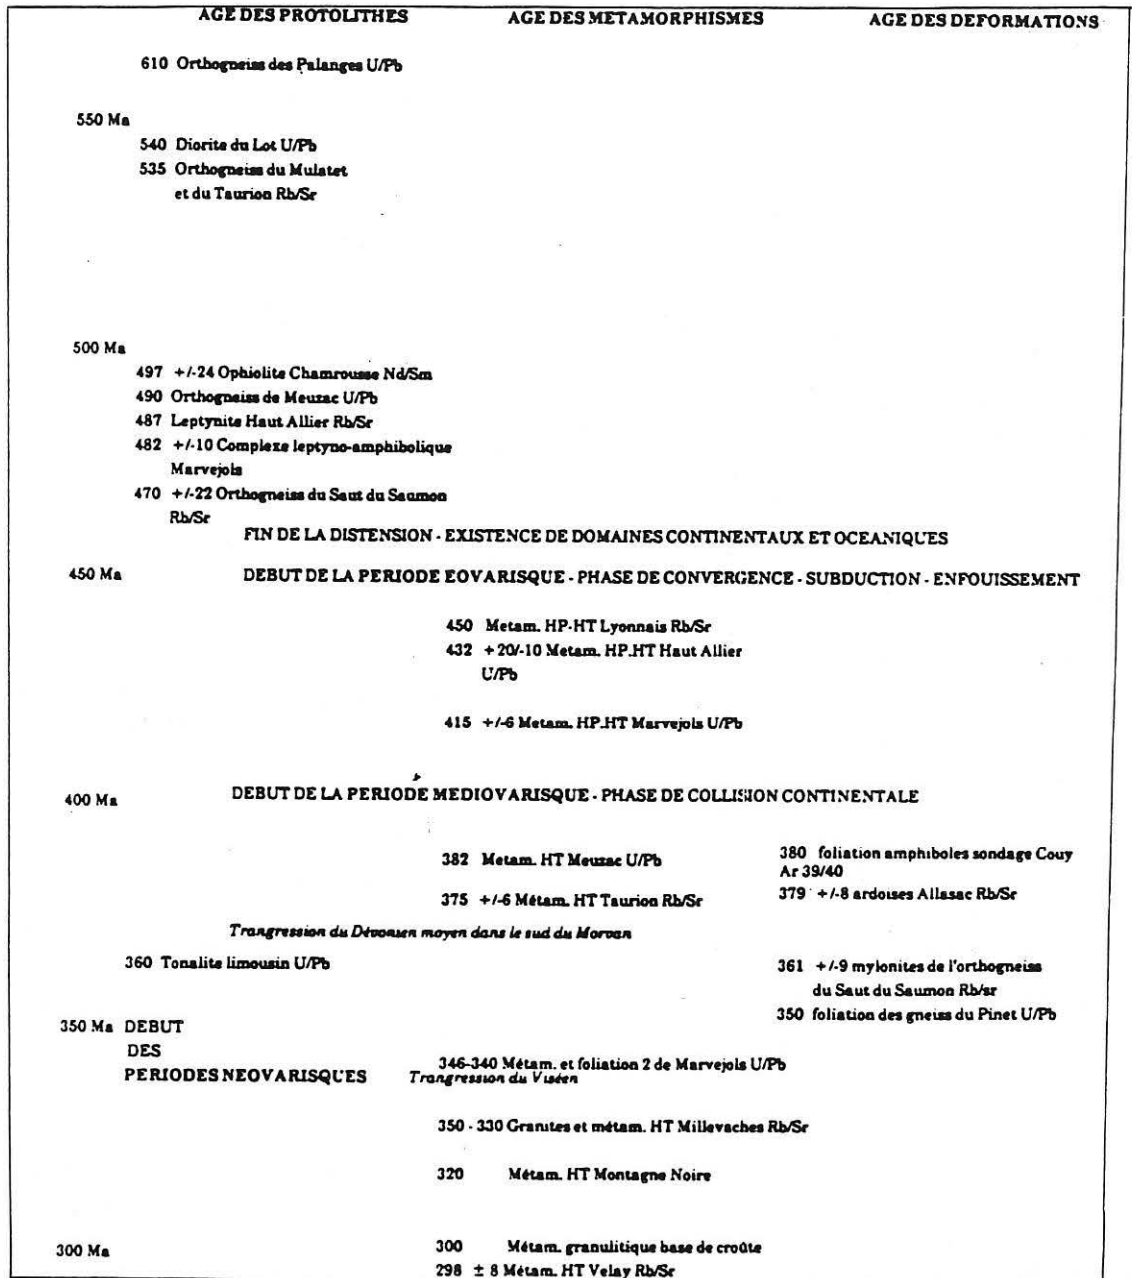 AGE DES PROTOLITHES AGE DES METAMORPHISMES AGE DES DEFORMATIONS
610 Orthogneiss des Palanges U/Pb
550 Ma
540 Diorite du Lot U/Pb
535 Orthogneiss du Mulatet
et du Taurion Rb/Sr
500 Ma
497 +/-24 Ophiolite Chamrousse Nd/Sm
490 Orthogneiss de Meuzac U/Pb
487 Leptynite Haut Allier Rb/Sr
482 +/-10 Complexe leptyno-amphibolique
Marvejols
470 +/-22 Orthogneiss du Saut du Saumon
Rb/Sr
FIN DE LA DISTENSION - EXISTENCE DE DOMAINES CONTINENTAUX ET OCEANIQUES
450 Ma DEBUT DE LA PERIODE EOVARISQUE - PHASE DE CONVERGENCE - SUBDUCTION - ENFOUISSEMENT
450 Metam. HP-HT Lyonnais Rb/Sr
432 +20/-10 Metam. HP.HT Haut Allier
U/Pb
415 +/-6 Metam. HP.HT Marvejols U/Pb
400 Ma DEBUT DE LA PERIODE MEDIOVARISQUE - PHASE DE COLLISION CONTINENTALE
382 Metam. HT Meuzac U/Pb 380 foliation amphiboles sondage Couy
Ar 39/40
375 +/-6 Métam. HT Taurion Rb/Sr 379 +/-8 ardoises Allasac Rb/Sr
Trangression du Dévonien moyen dans le sud du Morvan
360 Tonalite limousin U/Pb 361 +/-9 mylonites de l'orthogneiss
du Saut du Saumon Rb/sr
350 foliation des gneiss du Pinet U/Pb
350 Ma DEBUT
DES
PERIODES NEOVARISQUES
346-340 Métam. et foliation 2 de Marvejols U/Pb
Trangression du Viséen
350 - 330 Granites et métam. HT Millevaches Rb/Sr
320 Métam. HT Montagne Noire
300 Ma 300 Métam. granulitique base de croûte
298 ± 8 Métam. HT Velay Rb/Sr